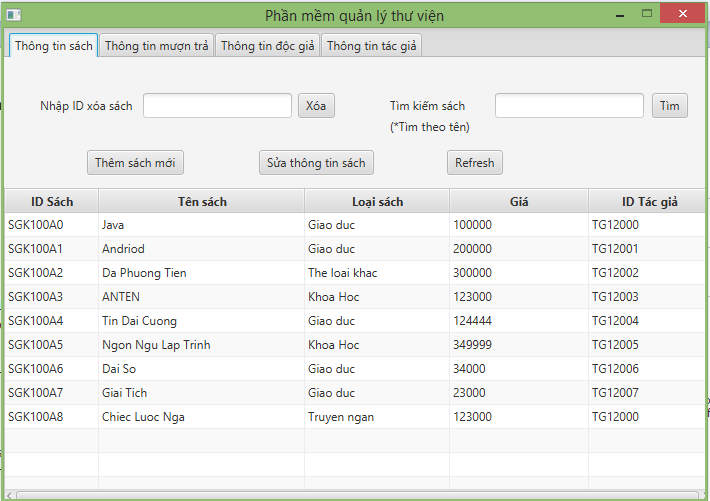 Phần mềm quản lý thư viện
Thông tin sách Thông tin mượn trả Thông tin độc giả Thông tin tác giả
Nhập ID xóa sách Xóa Tìm kiếm sách Tìm
(*Tìm theo tên)
Thêm sách mới Sửa thông tin sách Refresh
ID Sách Tên sách Loại sách Giá ID Tác giả
SGK100A0 Java Giao duc 100000 TG12000
SGK100A1 Andriod Giao duc 200000 TG12001
SGK100A2 Da Phuong Tien The loai khac 300000 TG12002
SGK100A3 ANTEN Khoa Hoc 123000 TG12003
SGK100A4 Tin Dai Cuong Giao duc 124444 TG12004
SGK100A5 Ngon Ngu Lap Trinh Khoa Hoc 349999 TG12005
SGK100A6 Dai So Giao duc 34000 TG12006
SGK100A7 Giai Tich Giao duc 23000 TG12007
SGK100A8 Chiec Luoc Nga Truyen ngan 123000 TG12000